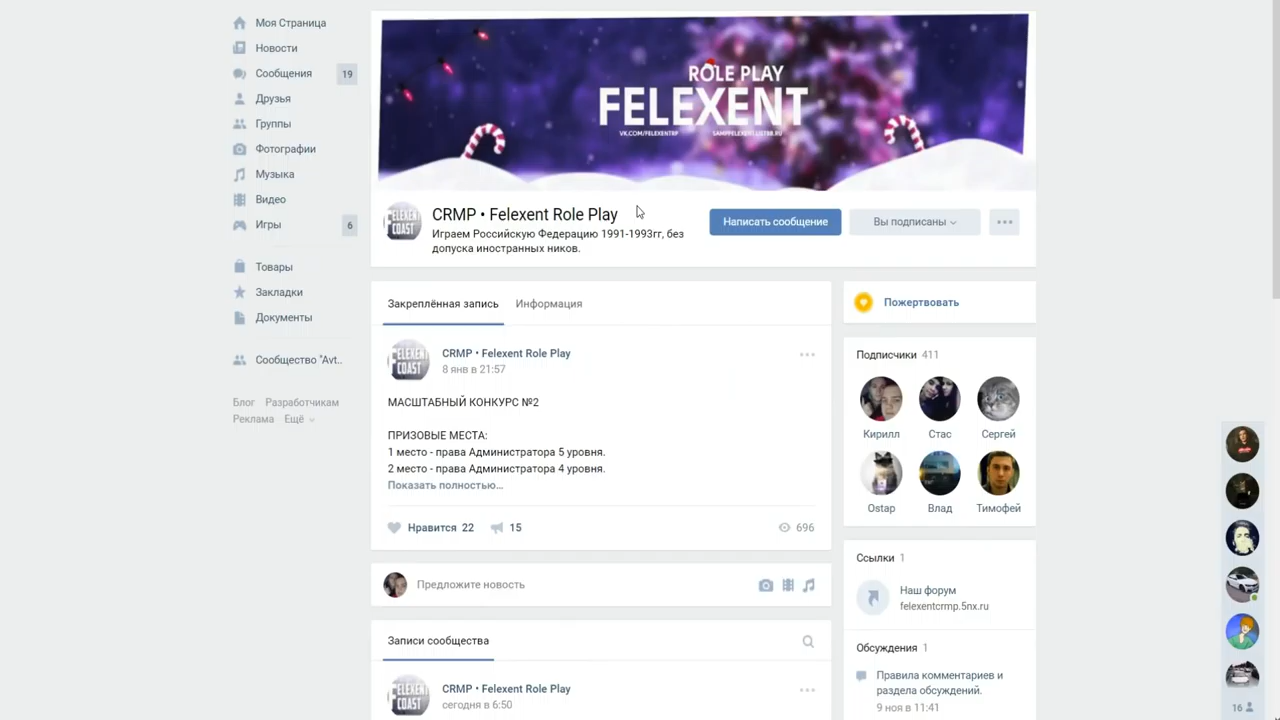 Моя Страница
Новости
Сообщения 19
Друзья
Группы
Фотографии
Музыка
Видео
Игры 6
Товары
Закладки
Документы
Сообщество "Avt..
Блог Разработчикам
Реклама Ещё
ROLE PLAY
FELEXENT
VK.COM/FELEXENTRP
CRMP • Felexent Role Play
Играем Российскую Федерацию 1991-1993гг, без
допуска иностранных ников.
Написать сообщение
Вы подписаны
Закреплённая запись Информация
FELEXENT
COAST
CRMP • Felexent Role Play
8 янв в 21:57
МАСШТАБНЫЙ КОНКУРС №2
ПРИЗОВЫЕ МЕСТА:
1 место - права Администратора 5 уровня.
2 место - права Администратора 4 уровня.
Показать полностью...
Нравится 22 15 696
Предложите новость
Записи сообщества
CRMP • Felexent Role Play
сегодня в 6:50
Пожертвовать
Подписчики 411
Кирилл Стас Сергей
Ostap Влад Тимофей
Ссылки 1
Наш форум
felexentcrmp.5nx.ru
Обсуждения 1
Правила комментариев и
раздела обсуждений.
9 ноя в 11:41
16